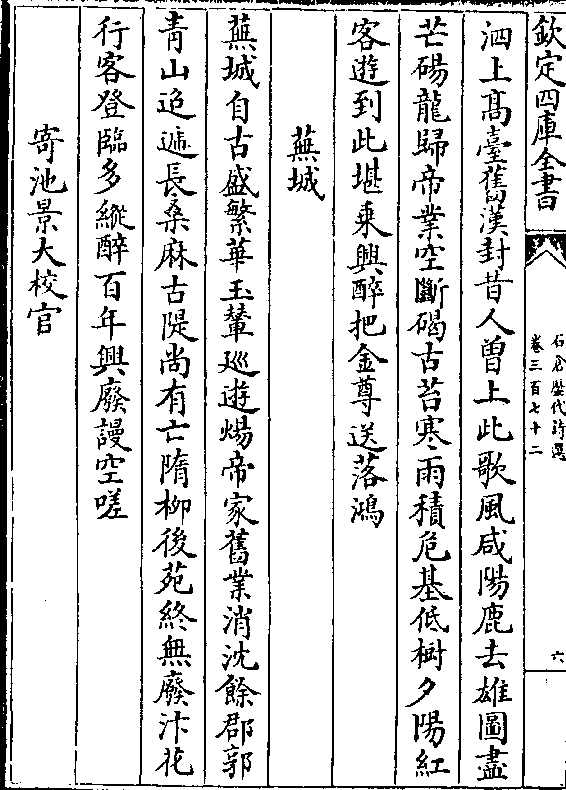 欽定四庫全書
石倉歴代詩選
卷三百七十二
六
泗上髙臺舊漢封昔人曽上此歌風咸陽鹿去雄圖盡
芒碭龍歸帝業空斷碣古苔寒雨積危基低樹夕陽紅
客遊到此堪乗興醉把金尊送落鴻
蕪城
蕪城自古盛繁華玉輦廵逰煬帝家舊業消沈餘郡郭
青山迢遞長桑麻古隄尚有亡隋柳後苑終無廢汴花
行客登臨多縱醉百年興廢謾空嗟
寄池景大校官